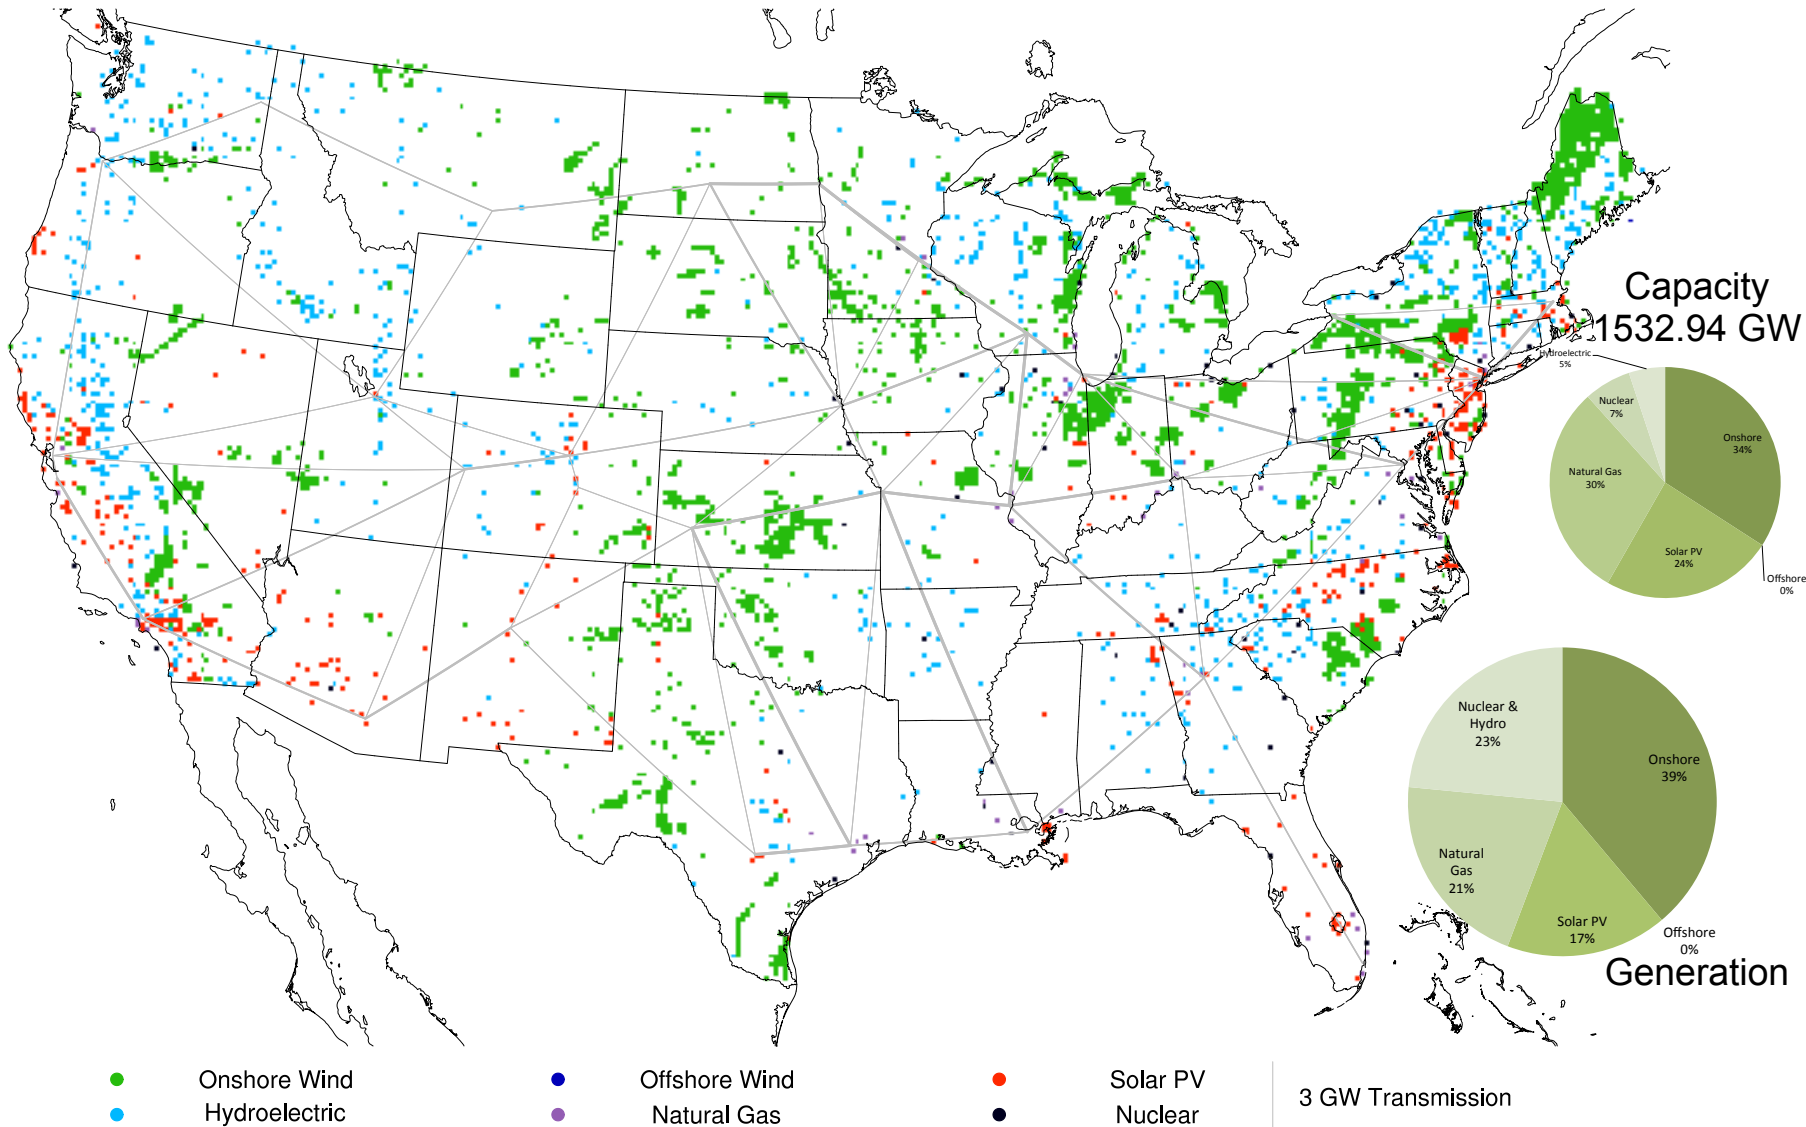 Capacity
1532.94 GW
Hydroelectric
5%
Nuclear
7%
Onshore
34%
Natural Gas
30%
Solar PV
24%
Offshore
0%
Nuclear &
Hydro
23%
Onshore
39%
Natural
Gas
21%
Solar PV
17%
Offshore
0%
Generation
Onshore Wind
Offshore Wind
Solar PV
Hydroelectric
Natural Gas
Nuclear
3 GW Transmission